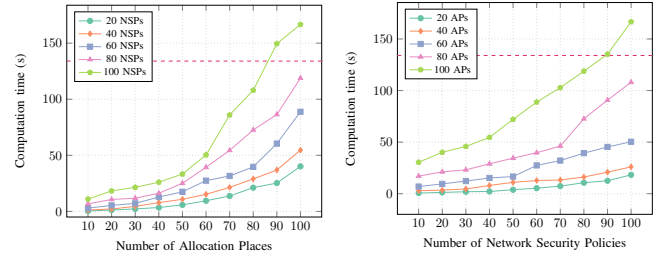 20 NSPs
40 NSPs
60 NSPs
80 NSPs
100 NSPs
150
100
50
0
Computation time (s)
10 20 30 40 50 60 70 80 90 100
Number of Allocation Places
20 APs
40 APs
60 APs
80 APs
100 APs
150
100
50
0
Computation time (s)
10 20 30 40 50 60 70 80 90 100
Number of Network Security Policies